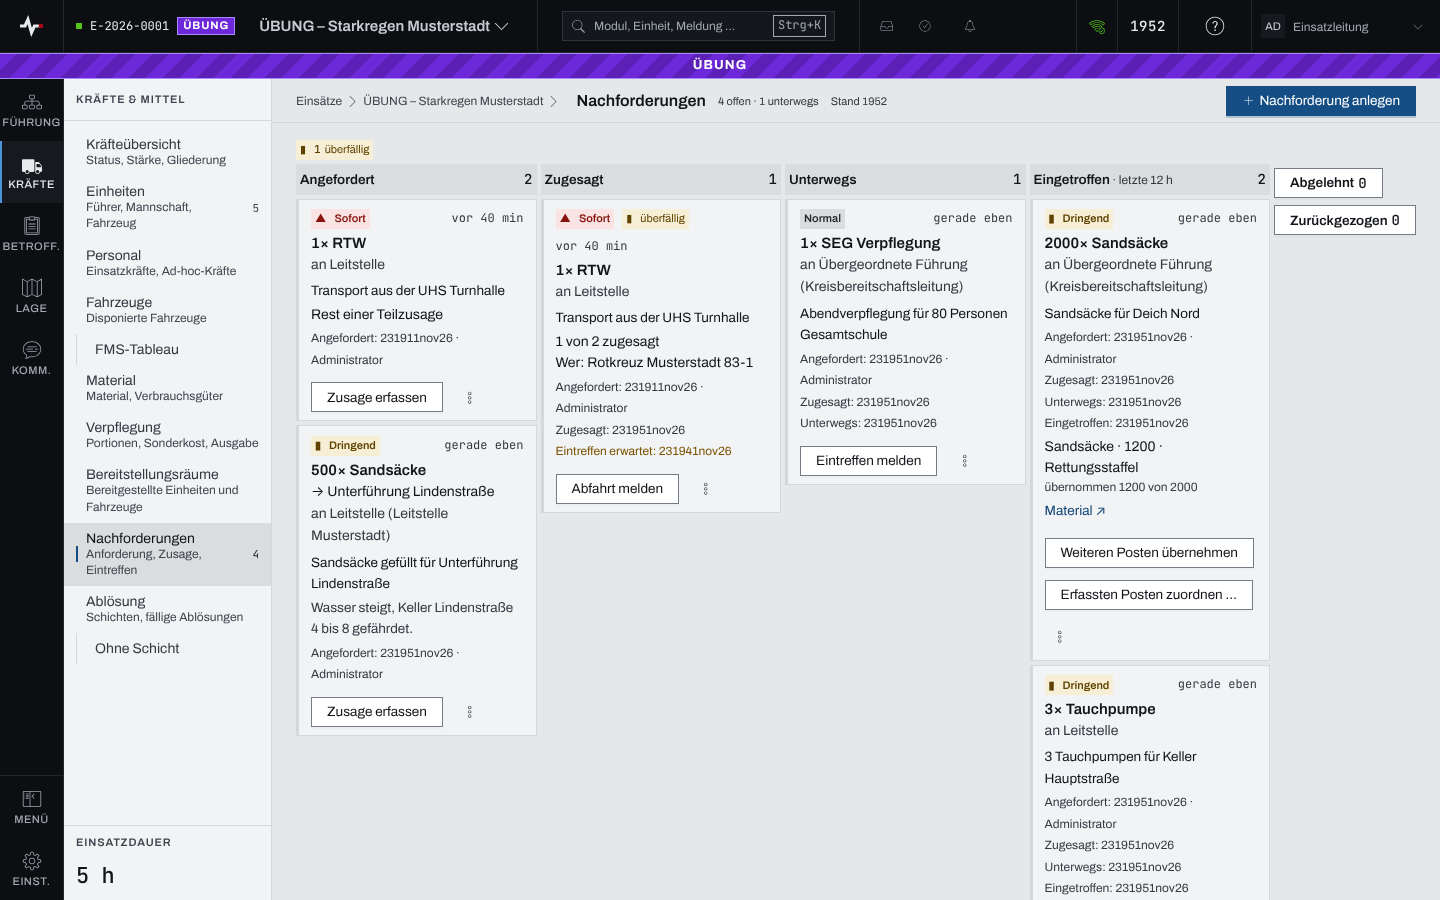 E-2026-0001 ÜBUNG
ÜBUNG – Starkregen Musterstadt
Modul, Einheit, Meldung ... Strg+K
1952
?
AD Einsatzleitung
ÜBUNG
FÜHRUNG
KRÄFTE
BETROFF.
LAGE
KOMM.
MENÜ
EINST.
KRÄFTE & MITTEL
Kräfteübersicht
Status, Stärke, Gliederung
Einheiten
Führer, Mannschaft, 5
Fahrzeug
Personal
Einsatzkräfte, Ad-hoc-Kräfte
Fahrzeuge
Disponierte Fahrzeuge
FMS-Tableau
Material
Material, Verbrauchsgüter
Verpflegung
Portionen, Sonderkost, Ausgabe
Bereitstellungsräume
Bereitgestellte Einheiten und
Fahrzeuge
Nachforderungen
Anforderung, Zusage, 4
Eintreffen
Ablösung
Schichten, fällige Ablösungen
Ohne Schicht
EINSATZDAUER
5 h
Einsätze > ÜBUNG – Starkregen Musterstadt > Nachforderungen 4 offen · 1 unterwegs Stand 1952
+ Nachforderung anlegen
1 überfällig
Angefordert 2
Sofort vor 40 min
1× RTW
an Leitstelle
Transport aus der UHS Turnhalle
Rest einer Teilzusage
Angefordert: 231911nov26 ·
Administrator
Zusage erfassen
Dringend gerade eben
500× Sandsäcke
→ Unterführung Lindenstraße
an Leitstelle (Leitstelle
Musterstadt)
Sandsäcke gefüllt für Unterführung
Lindenstraße
Wasser steigt, Keller Lindenstraße
4 bis 8 gefährdet.
Angefordert: 231951nov26 ·
Administrator
Zusage erfassen
Zugesagt 1
Sofort überfällig
vor 40 min
1× RTW
an Leitstelle
Transport aus der UHS Turnhalle
1 von 2 zugesagt
Wer: Rotkreuz Musterstadt 83-1
Angefordert: 231911nov26 ·
Administrator
Zugesagt: 231951nov26
Eintreffen erwartet: 231941nov26
Abfahrt melden
Unterwegs 1
Normal gerade eben
1× SEG Verpflegung
an Übergeordnete Führung
(Kreisbereitschaftsleitung)
Abendverpflegung für 80 Personen
Gesamtschule
Angefordert: 231951nov26 ·
Administrator
Zugesagt: 231951nov26
Unterwegs: 231951nov26
Eintreffen melden
Eingetroffen · letzte 12 h 2
Dringend gerade eben
2000× Sandsäcke
an Übergeordnete Führung
(Kreisbereitschaftsleitung)
Sandsäcke für Deich Nord
Angefordert: 231951nov26 ·
Administrator
Zugesagt: 231951nov26
Unterwegs: 231951nov26
Eingetroffen: 231951nov26
Sandsäcke · 1200 ·
Rettungsstaffel
übernommen 1200 von 2000
Material ↗
Weiteren Posten übernehmen
Erfassten Posten zuordnen ...
Dringend gerade eben
3× Tauchpumpe
an Leitstelle
3 Tauchpumpen für Keller
Hauptstraße
Angefordert: 231951nov26 ·
Administrator
Zugesagt: 231951nov26
Unterwegs: 231951nov26
Eingetroffen: 231951nov26
Abgelehnt 0
Zurückgezogen 0